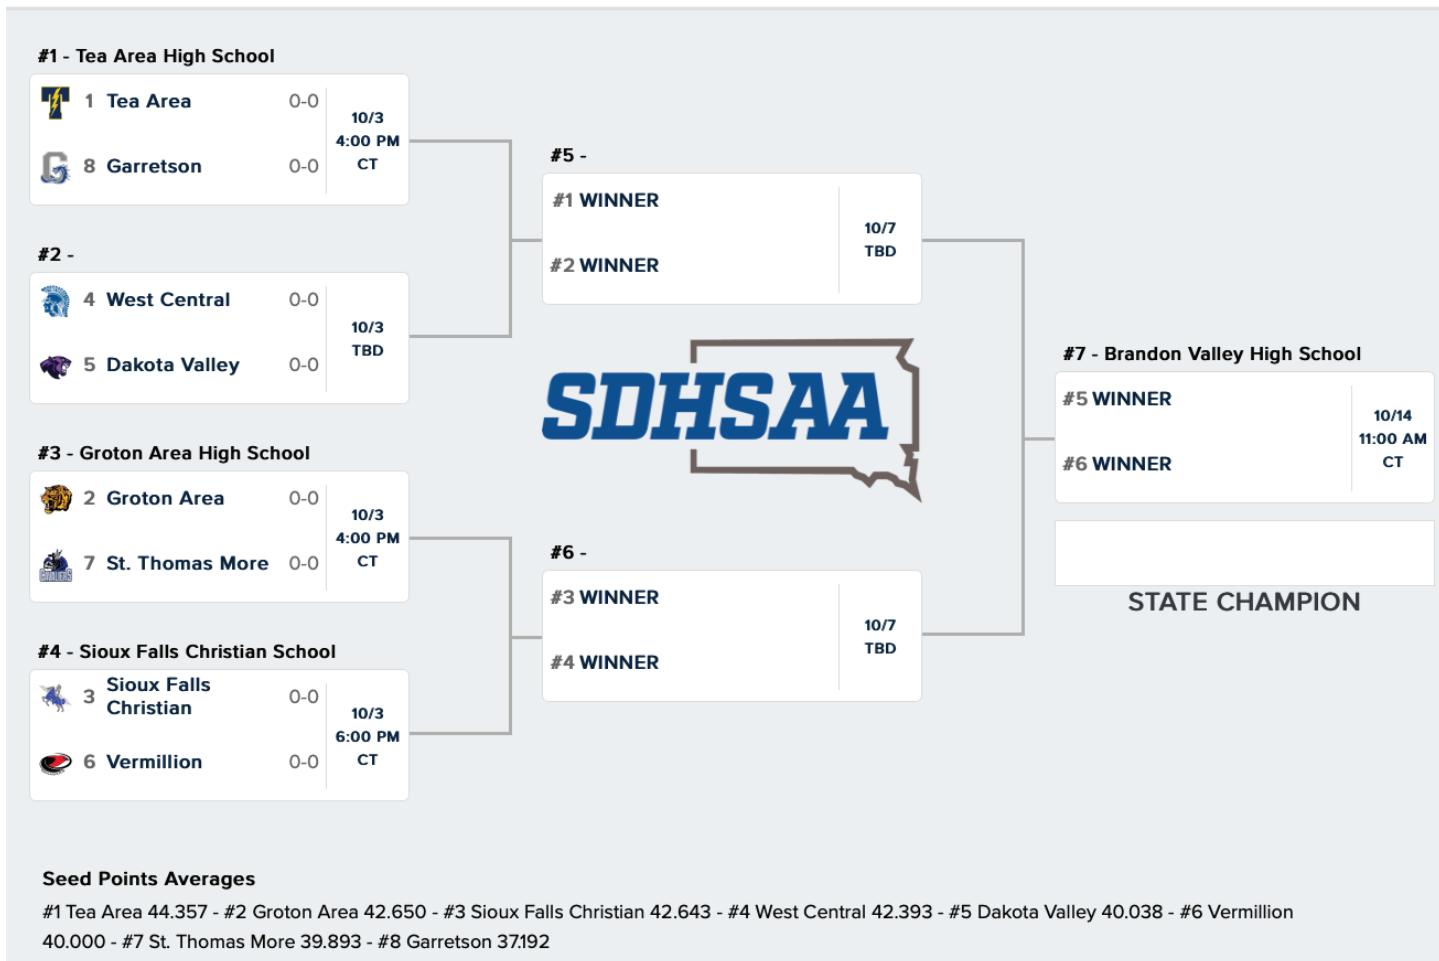 #1 - Tea Area High School
1 Tea Area 0-0
10/3
4:00 PM
CT
8 Garretson 0-0
#2 -
4 West Central 0-0
10/3
TBD
5 Dakota Valley 0-0
#3 - Groton Area High School
2 Groton Area 0-0
10/3
4:00 PM
CT
7 St. Thomas More 0-0
#4 - Sioux Falls Christian School
3 Sioux Falls
Christian 0-0
10/3
6:00 PM
CT
6 Vermillion 0-0
#5 -
#1 WINNER
10/7
TBD
#2 WINNER
SDHSAA
#6 -
#3 WINNER
10/7
TBD
#4 WINNER
#7 - Brandon Valley High School
#5 WINNER
10/14
11:00 AM
CT
#6 WINNER
STATE CHAMPION
Seed Points Averages
#1 Tea Area 44.357 - #2 Groton Area 42.650 - #3 Sioux Falls Christian 42.643 - #4 West Central 42.393 - #5 Dakota Valley 40.038 - #6 Vermillion
40.000 - #7 St. Thomas More 39.893 - #8 Garretson 37.192